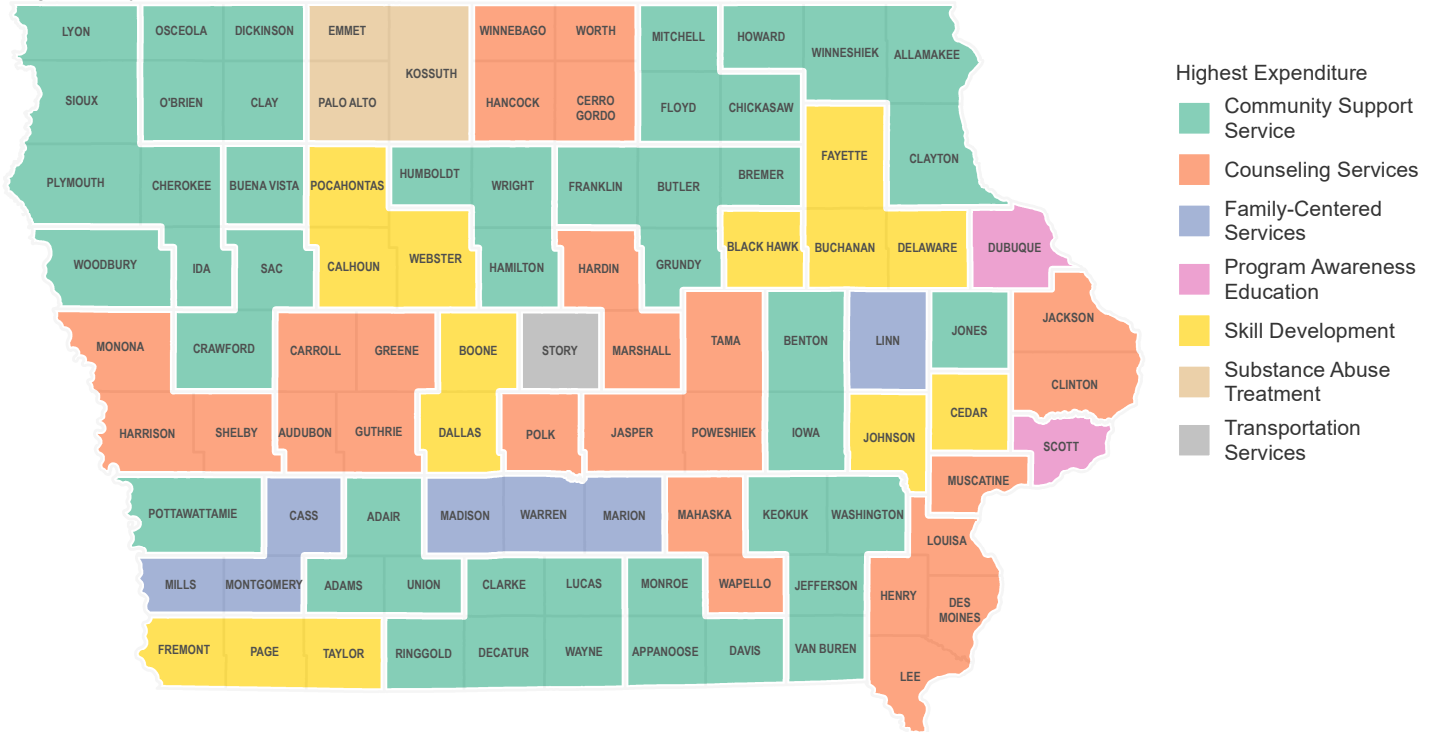 LYON
OSCEOLA
DICKINSON
EMMET
KOSSUTH
WINNEBAGO
WORTH
MITCHELL
HOWARD
WINNESHIEK
ALLAMAKEE
SIOUX
O'BRIEN
CLAY
PALO ALTO
HANCOCK
CERRO
GORDO
FLOYD
CHICKASAW
PLYMOUTH
CHEROKEE
BUENA VISTA
POCAHONTAS
HUMBOLDT
WRIGHT
FRANKLIN
BUTLER
BREMER
FAYETTE
CLAYTON
WOODBURY
IDA
SAC
CALHOUN
WEBSTER
HAMILTON
HARDIN
GRUNDY
BLACK HAWK
BUCHANAN
DELAWARE
DUBUQUE
MONONA
CRAWFORD
CARROLL
GREENE
BOONE
STORY
MARSHALL
TAMA
BENTON
LINN
JONES
JACKSON
CLINTON
HARRISON
SHELBY
AUDUBON
GUTHRIE
DALLAS
POLK
JASPER
POWESHIEK
IOWA
JOHNSON
CEDAR
SCOTT
MUSCATINE
POTTAWATTAMIE
CASS
ADAIR
MADISON
WARREN
MARION
MAHASKA
KEOKUK
WASHINGTON
LOUISA
MILLS
MONTGOMERY
ADAMS
UNION
CLARKE
LUCAS
MONROE
WAPELLO
JEFFERSON
HENRY
DES
MOINES
FREMONT
PAGE
TAYLOR
RINGGOLD
DECATUR
WAYNE
APPANOOSE
DAVIS
VAN BUREN
LEE
Highest Expenditure
Community Support
Service
Counseling Services
Family-Centered
Services
Program Awareness
Education
Skill Development
Substance Abuse
Treatment
Transportation
Services